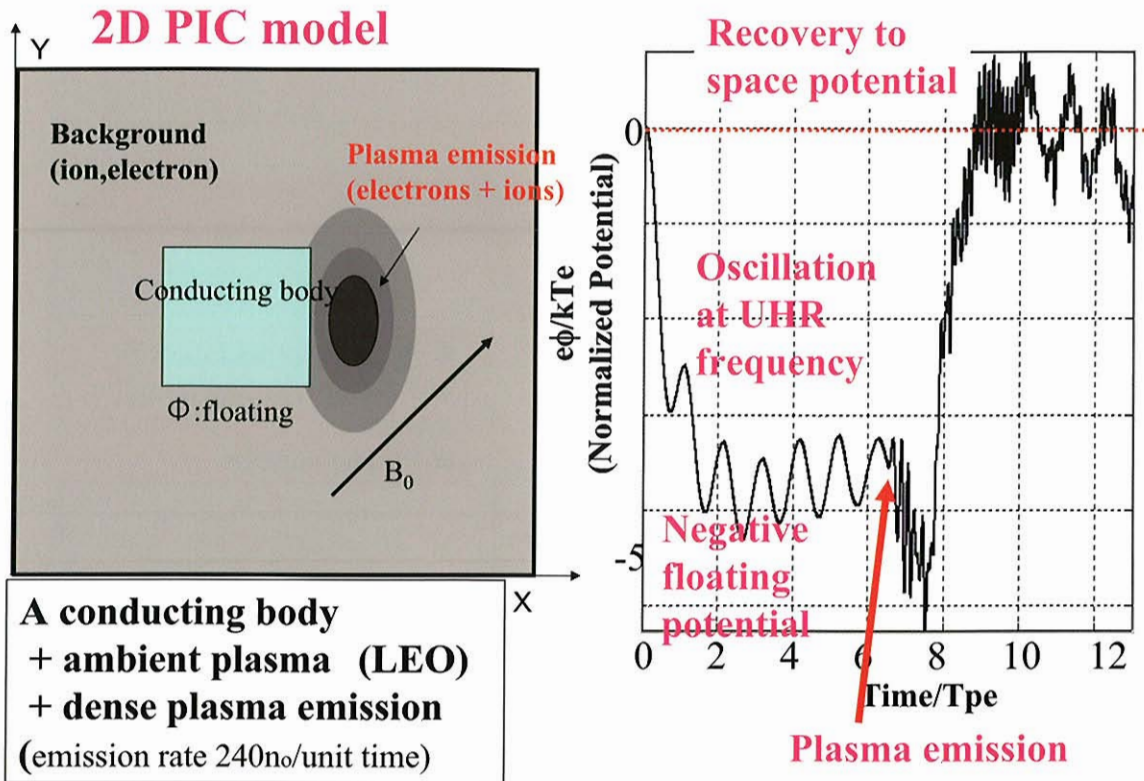 2D PIC model
Y
Background
(ion,electron)
Plasma emission
(electrons + ions)
Conducting body
Φ:floating
B₀
X
A conducting body
+ ambient plasma (LEO)
+ dense plasma emission
(emission rate 240n₀/unit time)
Recovery to
space potential
eϕ/kTe
(Normalized Potential)
0
Oscillation
at UHR
frequency
-5
Negative
floating
potential
0 2 4 6 8 10 12
Time/Tpe
Plasma emission